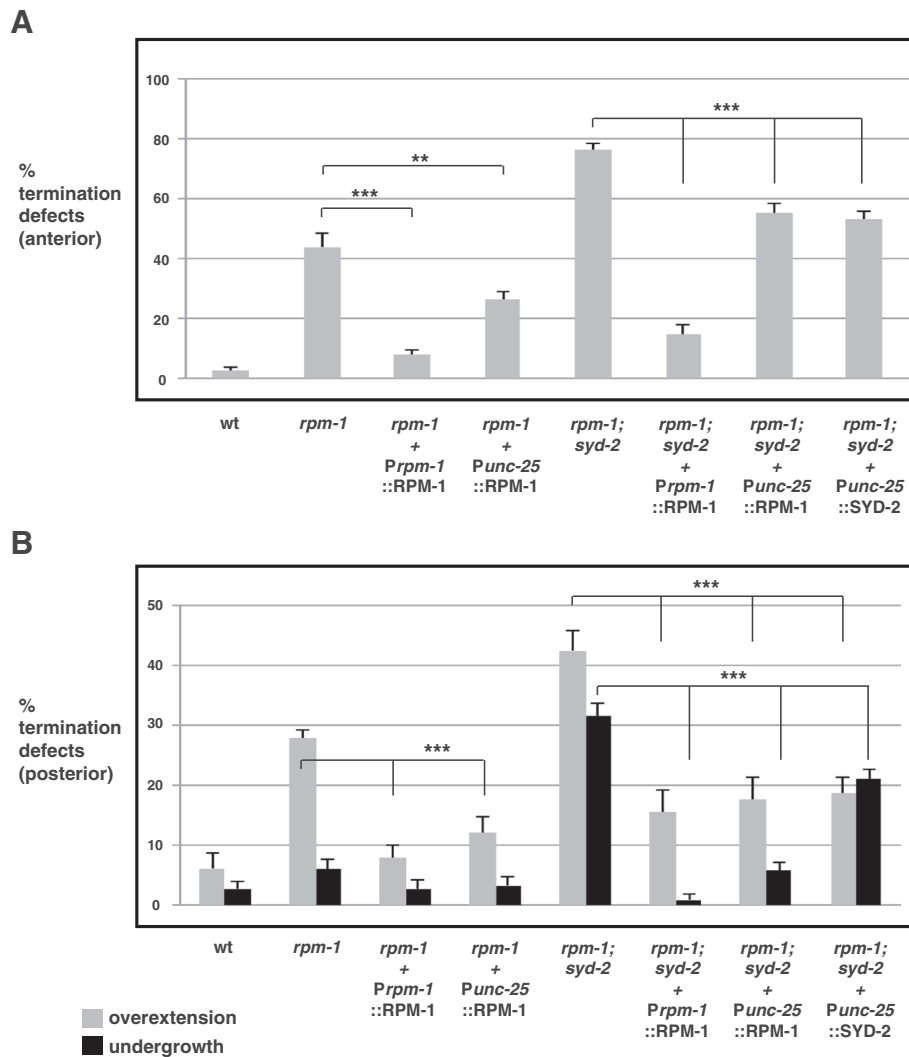 A
%
termination
defects
(anterior)
100
80
60
40
20
0
***
**
***
wt
rpm-1
rpm-1
+
Prpm-1
::RPM-1
rpm-1
+
Punc-25
::RPM-1
rpm-1;
syd-2
rpm-1;
syd-2
+
Prpm-1
::RPM-1
rpm-1;
syd-2
+
Punc-25
::RPM-1
rpm-1;
syd-2
+
Punc-25
::SYD-2
B
%
termination
defects
(posterior)
50
40
30
20
10
0
***
***
***
wt
rpm-1
rpm-1
+
Prpm-1
::RPM-1
rpm-1
+
Punc-25
::RPM-1
rpm-1;
syd-2
rpm-1;
syd-2
+
Prpm-1
::RPM-1
rpm-1;
syd-2
+
Punc-25
::RPM-1
rpm-1;
syd-2
+
Punc-25
::SYD-2
overextension
undergrowth